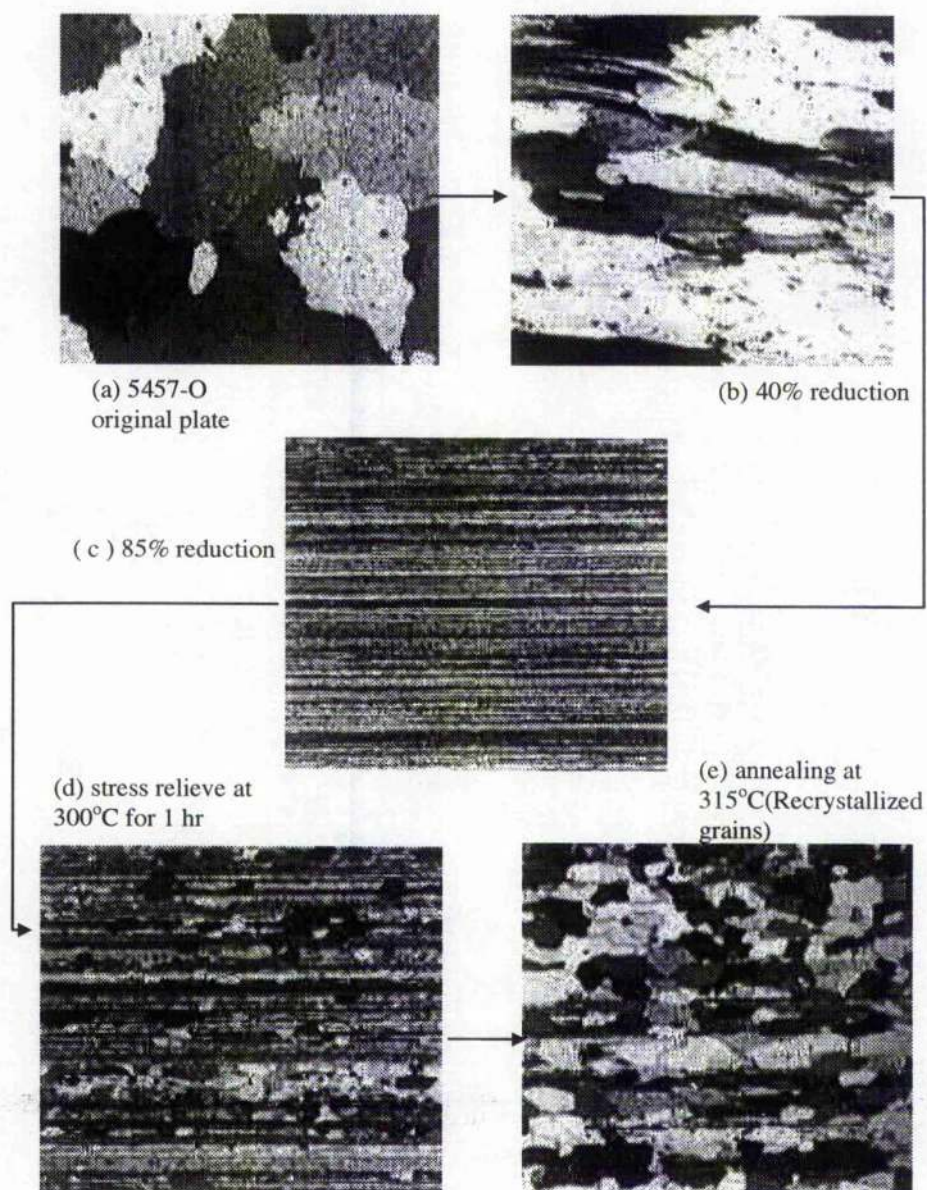 (a) 5457-O
original plate
(b) 40% reduction
( c ) 85% reduction
(d) stress relieve at
300°C for 1 hr
(e) annealing at
315°C(Recrystallized
grains)